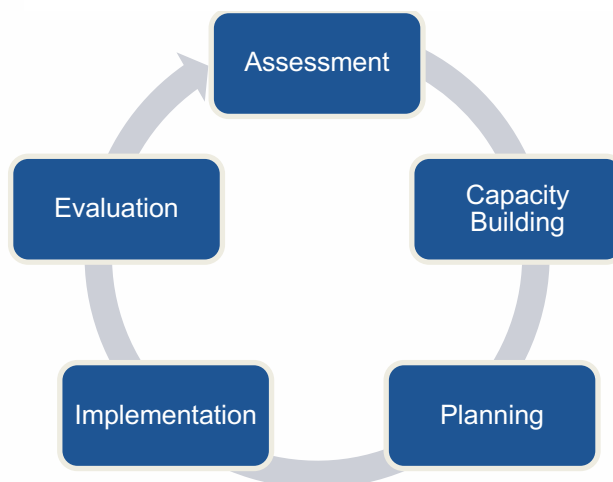 Assessment
Capacity
Building
Planning
Implementation
Evaluation